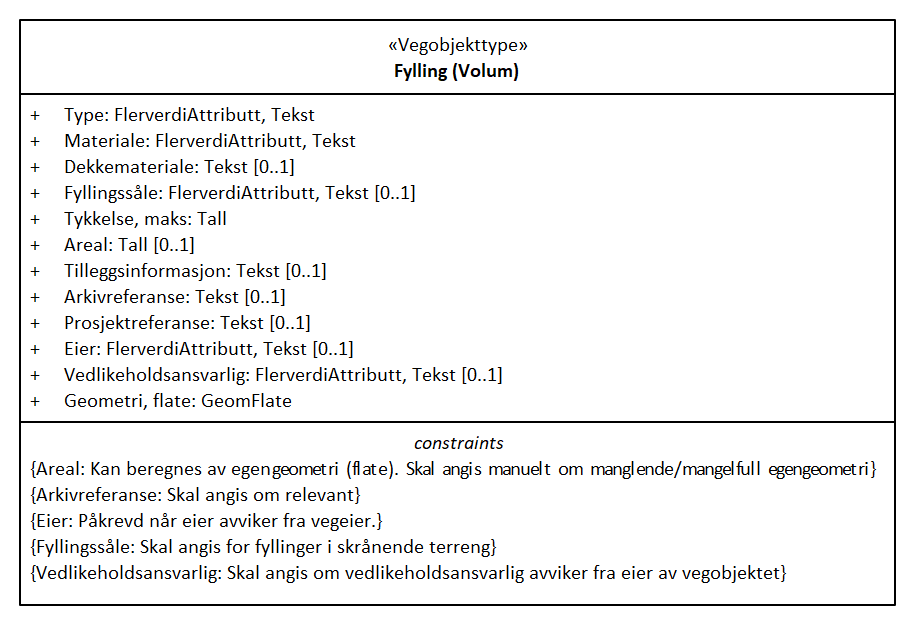 «Vegobjekttype»
Fylling (Volum)
+ Type: FlerverdiAttributt, Tekst
+ Materiale: FlerverdiAttributt, Tekst
+ Dekkemateriale: Tekst [0..1]
+ Fyllingssåle: FlerverdiAttributt, Tekst [0..1]
+ Tykkelse, maks: Tall
+ Areal: Tall [0..1]
+ Tilleggsinformasjon: Tekst [0..1]
+ Arkivreferanse: Tekst [0..1]
+ Prosjektreferanse: Tekst [0..1]
+ Eier: FlerverdiAttributt, Tekst [0..1]
+ Vedlikeholdsansvarlig: FlerverdiAttributt, Tekst [0..1]
+ Geometri, flate: GeomFlate
constraints
{Areal: Kan beregnes av egengeometri (flate). Skal angis manuelt om manglende/mangelfull egengeometri}
{Arkivreferanse: Skal angis om relevant}
{Eier: Påkrevd når eier avviker fra vegeier.}
{Fyllingssåle: Skal angis for fyllinger i skrånende terreng}
{Vedlikeholdsansvarlig: Skal angis om vedlikeholdsansvarlig avviker fra eier av vegobjektet}